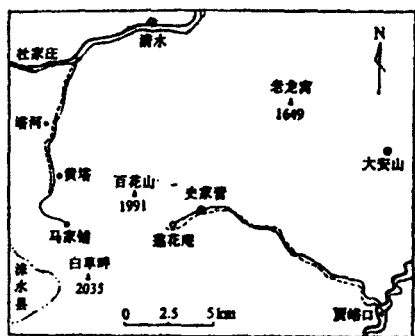 清水
杜家庄
N
老龙窝
1649
塔河
大安山
黄塔
百花山
1991
史家营
马家铺
莲花庵
白草畔
2035
涞水县
贾峪口
0 2.5 5km